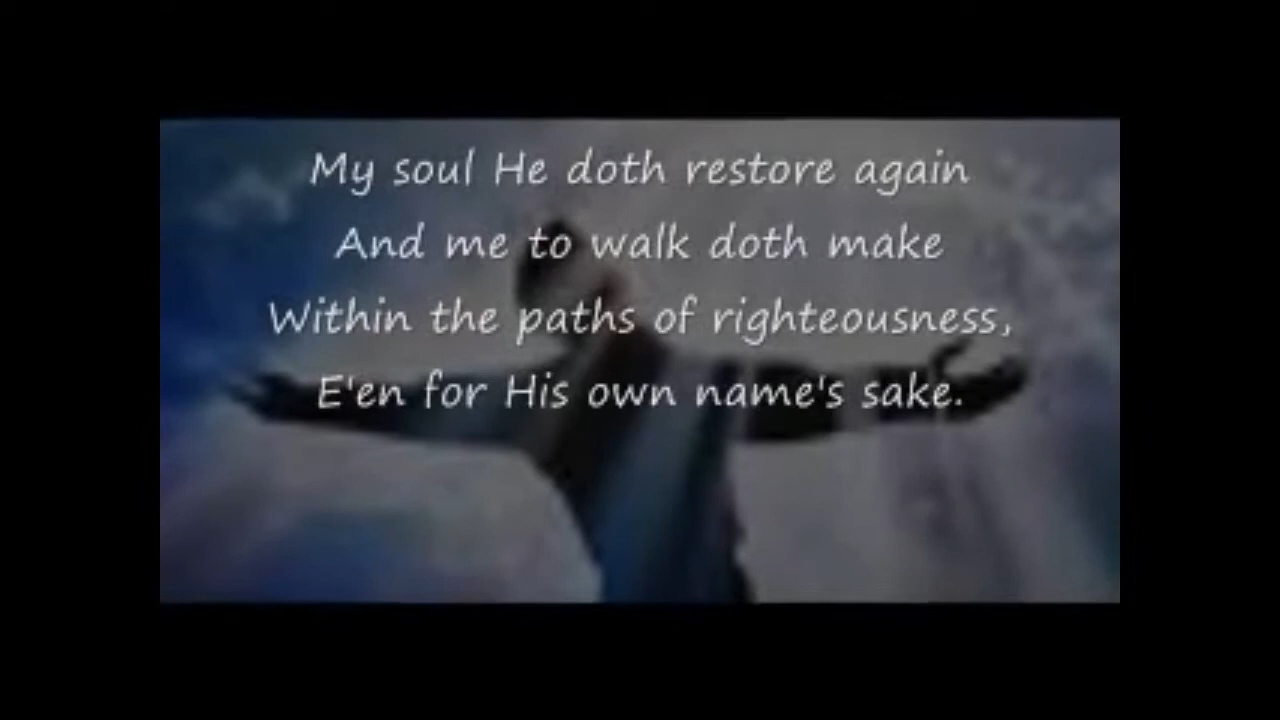 My soul He doth restore again
And me to walk doth make
Within the paths of righteousness,
E'en for His own name's sake.